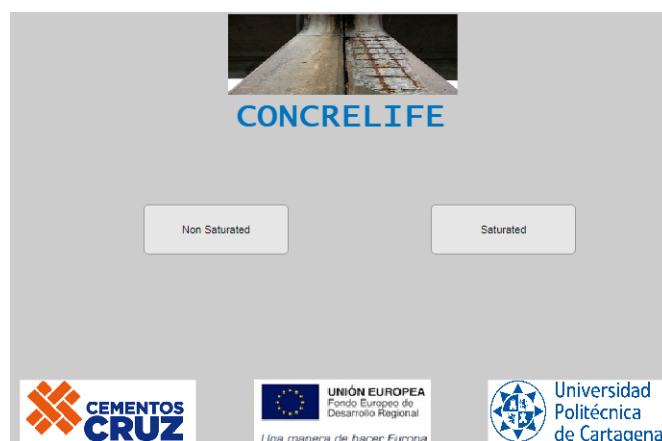 CONCRELIFE
Non Saturated
Saturated
CEMENTOS
CRUZ
UNIÓN EUROPEA
Fondo Europeo de
Desarrollo Regional
Una manera de hacer Europa
Universidad
Politécnica
de Cartagena